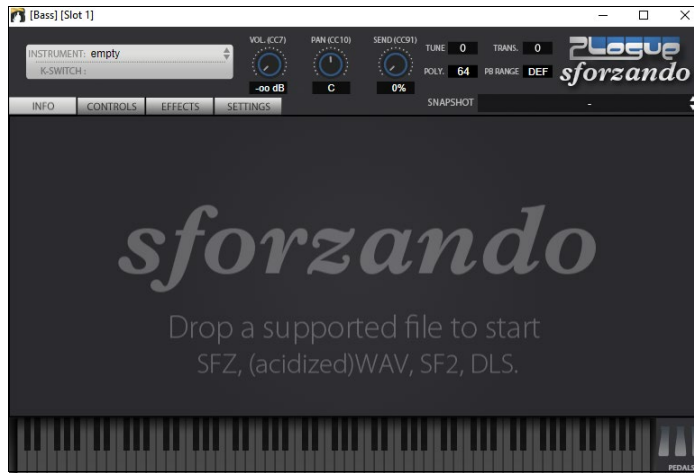 [Bass] [Slot 1]
INSTRUMENT: empty
K-SWITCH :
VOL. (CC7)
-oo dB
PAN (CC10)
C
SEND (CC91)
0%
TUNE 0 TRANS. 0
POLY. 64 PB RANGE DEF
PLOGUE
sforzando
INFO CONTROLS EFFECTS SETTINGS
SNAPSHOT -
sforzando
Drop a supported file to start
SFZ, (acidized)WAV, SF2, DLS.